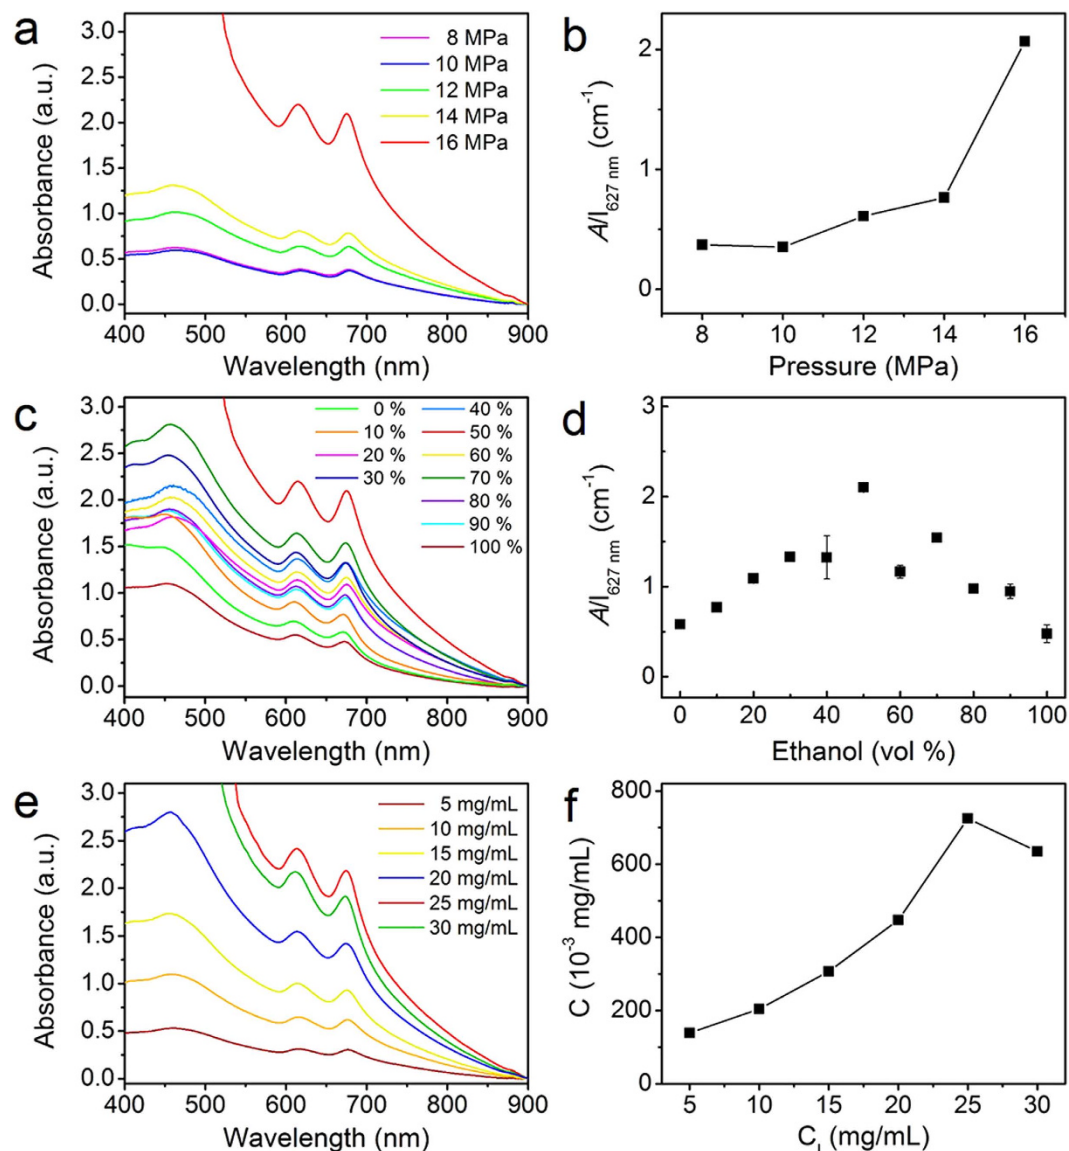 a
3.0
2.5
2.0
1.5
1.0
0.5
0.0
Absorbance (a.u.)
8 MPa
10 MPa
12 MPa
14 MPa
16 MPa
400 500 600 700 800 900
Wavelength (nm)
b
2
1
0
A/I627 nm (cm-1)
8 10 12 14 16
Pressure (MPa)
c
3.0
2.5
2.0
1.5
1.0
0.5
0.0
Absorbance (a.u.)
0 % 40 %
10 % 50 %
20 % 60 %
30 % 70 %
80 %
90 %
100 %
400 500 600 700 800 900
Wavelength (nm)
d
3
2
1
0
A/I627 nm (cm-1)
0 20 40 60 80 100
Ethanol (vol %)
e
3.0
2.5
2.0
1.5
1.0
0.5
0.0
Absorbance (a.u.)
5 mg/mL
10 mg/mL
15 mg/mL
20 mg/mL
25 mg/mL
30 mg/mL
400 500 600 700 800 900
Wavelength (nm)
f
800
600
400
200
0
C (10-3 mg/mL)
5 10 15 20 25 30